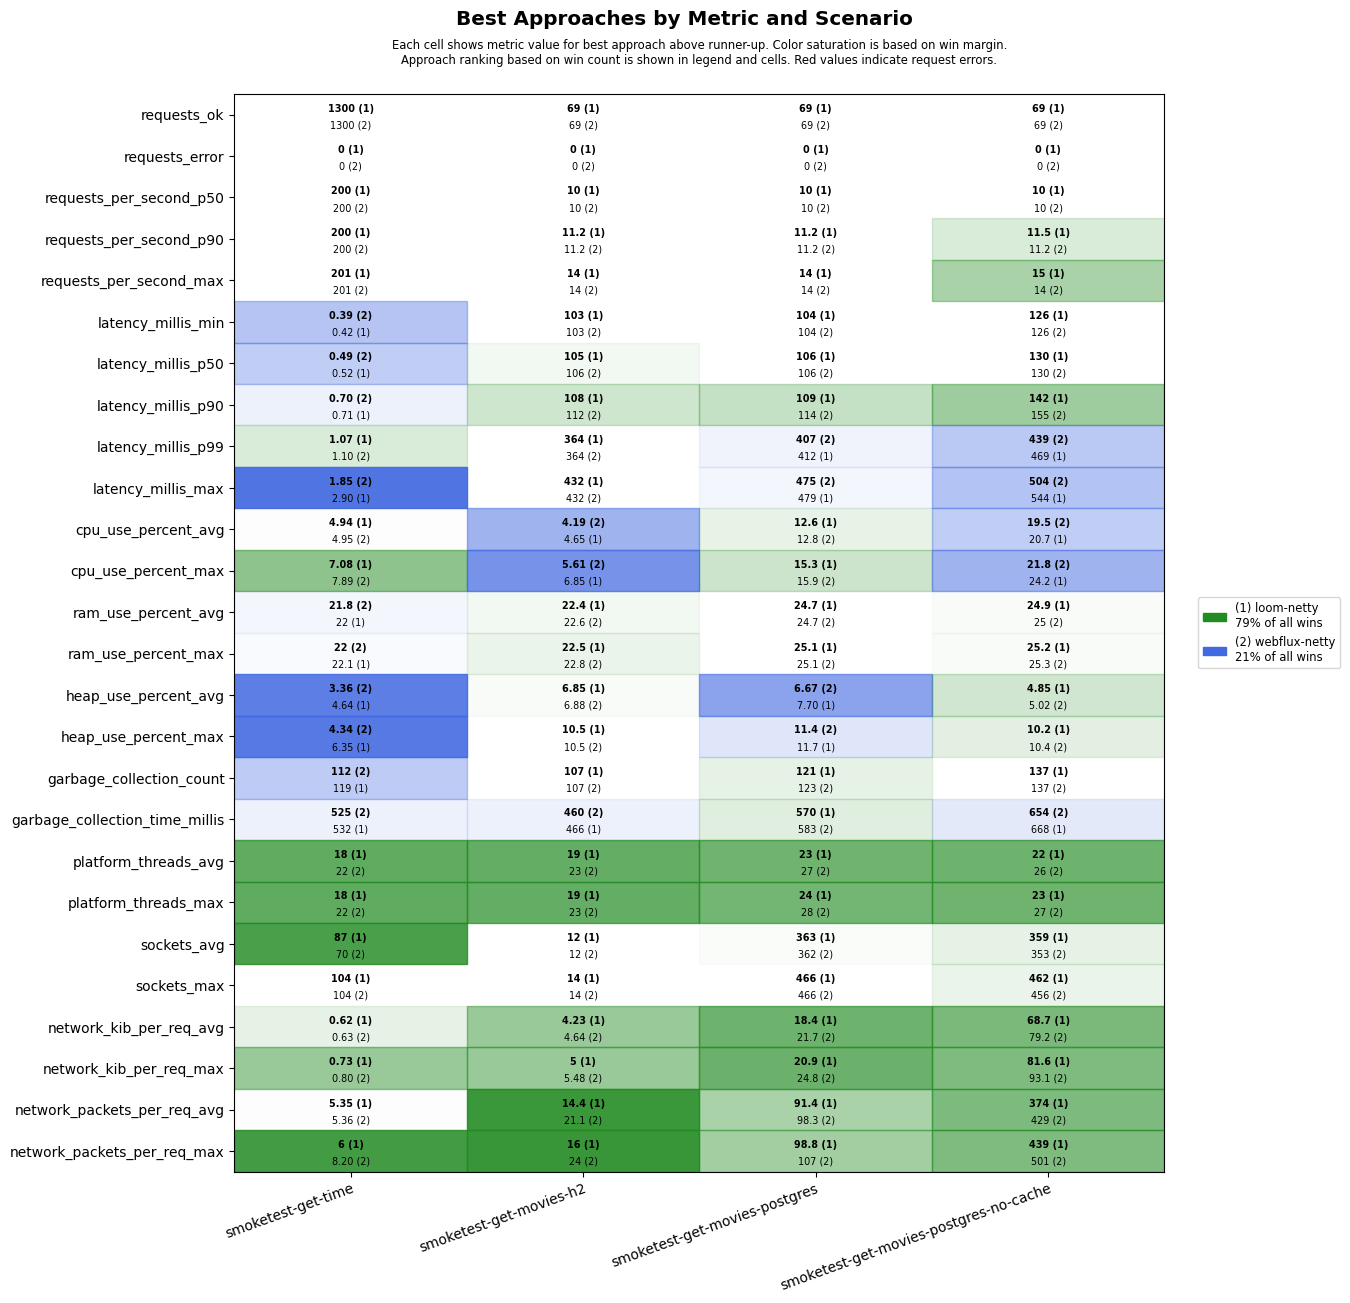 Best Approaches by Metric and Scenario
Each cell shows metric value for best approach above runner-up. Color saturation is based on win margin.
Approach ranking based on win count is shown in legend and cells. Red values indicate request errors.
requests_ok
1300 (1) 69 (1) 69 (1) 69 (1)
1300 (2) 69 (2) 69 (2) 69 (2)
requests_error
0 (1) 0 (1) 0 (1) 0 (1)
0 (2) 0 (2) 0 (2) 0 (2)
requests_per_second_p50
200 (1) 10 (1) 10 (1) 10 (1)
200 (2) 10 (2) 10 (2) 10 (2)
requests_per_second_p90
200 (1) 11.2 (1) 11.2 (1) 11.5 (1)
200 (2) 11.2 (2) 11.2 (2) 11.2 (2)
requests_per_second_max
201 (1) 14 (1) 14 (1) 15 (1)
201 (2) 14 (2) 14 (2) 14 (2)
latency_millis_min
0.39 (2) 103 (1) 104 (1) 126 (1)
0.42 (1) 103 (2) 104 (2) 126 (2)
latency_millis_p50
0.49 (2) 105 (1) 106 (1) 130 (1)
0.52 (1) 106 (2) 106 (2) 130 (2)
latency_millis_p90
0.70 (2) 108 (1) 109 (1) 142 (1)
0.71 (1) 112 (2) 114 (2) 155 (2)
latency_millis_p99
1.07 (1) 364 (1) 407 (2) 439 (2)
1.10 (2) 364 (2) 412 (1) 469 (1)
latency_millis_max
1.85 (2) 432 (1) 475 (2) 504 (2)
2.90 (1) 432 (2) 479 (1) 544 (1)
cpu_use_percent_avg
4.94 (1) 4.19 (2) 12.6 (1) 19.5 (2)
4.95 (2) 4.65 (1) 12.8 (2) 20.7 (1)
cpu_use_percent_max
7.08 (1) 5.61 (2) 15.3 (1) 21.8 (2)
7.89 (2) 6.85 (1) 15.9 (2) 24.2 (1)
ram_use_percent_avg
21.8 (2) 22.4 (1) 24.7 (1) 24.9 (1)
22 (1) 22.6 (2) 24.7 (2) 25 (2)
ram_use_percent_max
22 (2) 22.5 (1) 25.1 (1) 25.2 (1)
22.1 (1) 22.8 (2) 25.1 (2) 25.3 (2)
heap_use_percent_avg
3.36 (2) 6.85 (1) 6.67 (2) 4.85 (1)
4.64 (1) 6.88 (2) 7.70 (1) 5.02 (2)
heap_use_percent_max
4.34 (2) 10.5 (1) 11.4 (2) 10.2 (1)
6.35 (1) 10.5 (2) 11.7 (1) 10.4 (2)
garbage_collection_count
112 (2) 107 (1) 121 (1) 137 (1)
119 (1) 107 (2) 123 (2) 137 (2)
garbage_collection_time_millis
525 (2) 460 (2) 570 (1) 654 (2)
532 (1) 466 (1) 583 (2) 668 (1)
platform_threads_avg
18 (1) 19 (1) 23 (1) 22 (1)
22 (2) 23 (2) 27 (2) 26 (2)
platform_threads_max
18 (1) 19 (1) 24 (1) 23 (1)
22 (2) 23 (2) 28 (2) 27 (2)
sockets_avg
87 (1) 12 (1) 363 (1) 359 (1)
70 (2) 12 (2) 362 (2) 353 (2)
sockets_max
104 (1) 14 (1) 466 (1) 462 (1)
104 (2) 14 (2) 466 (2) 456 (2)
network_kib_per_req_avg
0.62 (1) 4.23 (1) 18.4 (1) 68.7 (1)
0.63 (2) 4.64 (2) 21.7 (2) 79.2 (2)
network_kib_per_req_max
0.73 (1) 5 (1) 20.9 (1) 81.6 (1)
0.80 (2) 5.48 (2) 24.8 (2) 93.1 (2)
network_packets_per_req_avg
5.35 (1) 14.4 (1) 91.4 (1) 374 (1)
5.36 (2) 21.1 (2) 98.3 (2) 429 (2)
network_packets_per_req_max
6 (1) 16 (1) 98.8 (1) 439 (1)
8.20 (2) 24 (2) 107 (2) 501 (2)
smoketest-get-time
smoketest-get-movies-h2
smoketest-get-movies-postgres
smoketest-get-movies-postgres-no-cache
(1) loom-netty
79% of all wins
(2) webflux-netty
21% of all wins